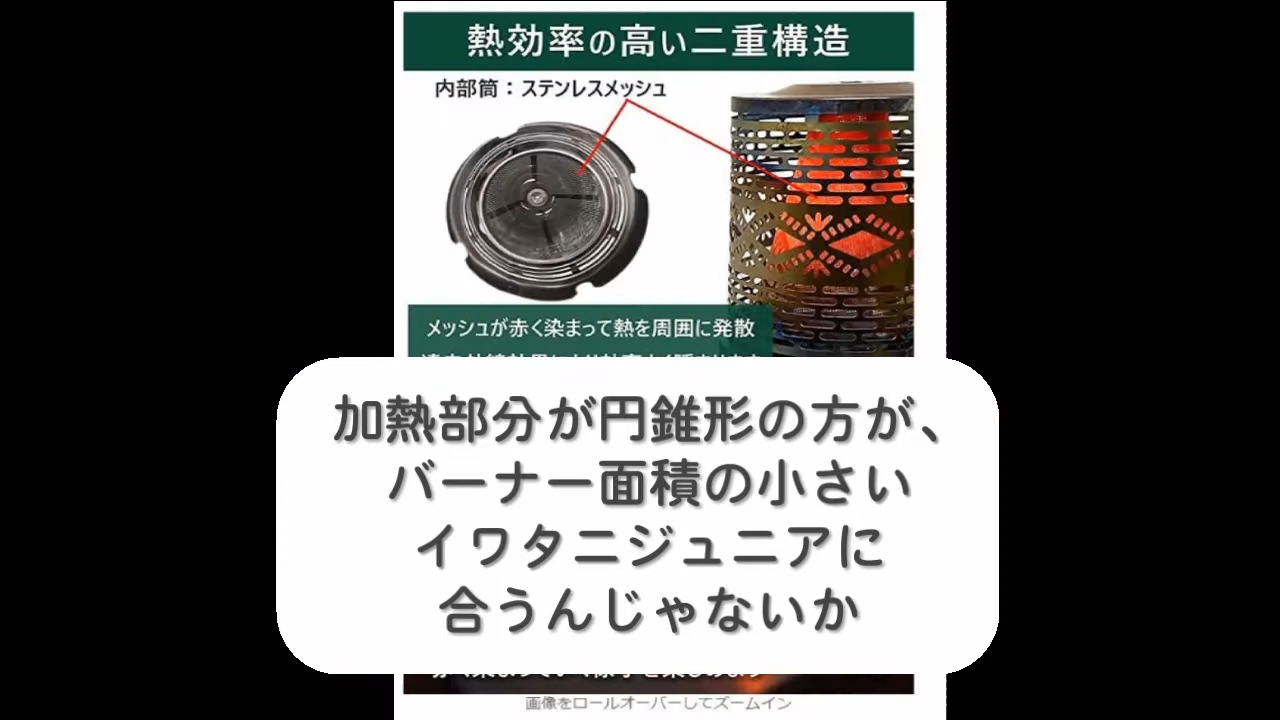 熱効率の高い二重構造
内部筒：ステンレスメッシュ
メッシュが赤く染まって熱を周囲に発散
加熱部分が円錐形の方が、
バーナー面積の小さい
イワタニジュニアに
合うんじゃないか
画像をロールオーバーしてズームイン